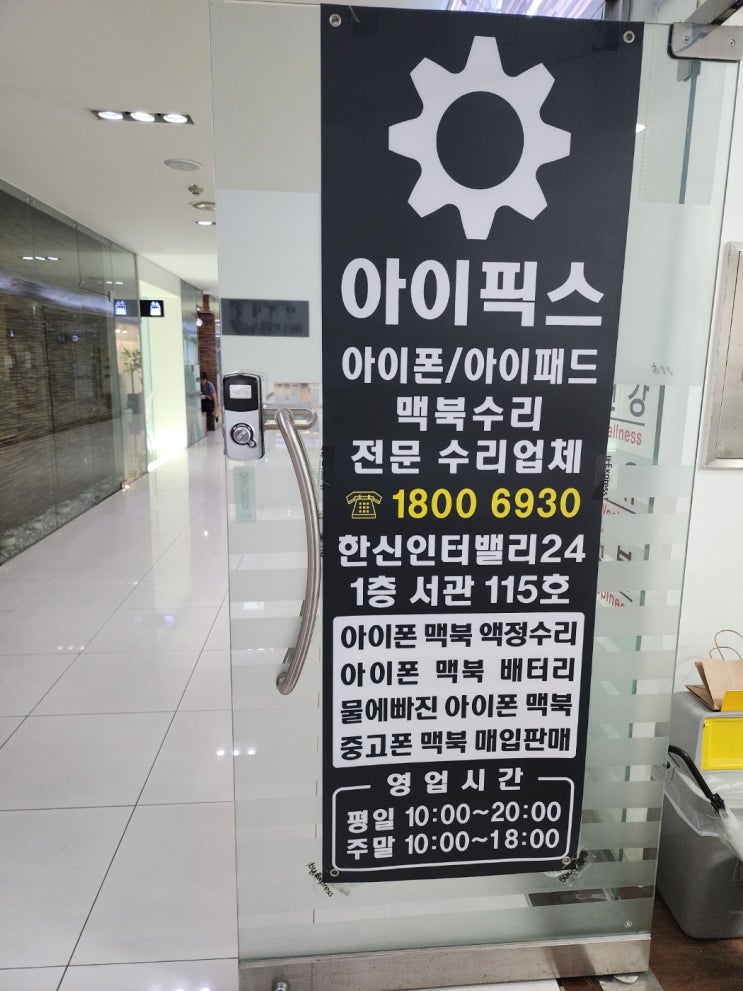 아이픽스
아이폰/아이패드
맥북수리
전문 수리업체
1800 6930
한신인터밸리24
1층 서관 115호
아이폰 맥북 액정수리
아이폰 맥북 배터리
물에빠진 아이폰 맥북
중고폰 맥북 매입판매
영업시간
평일 10:00~20:00
주말 10:00~18:00